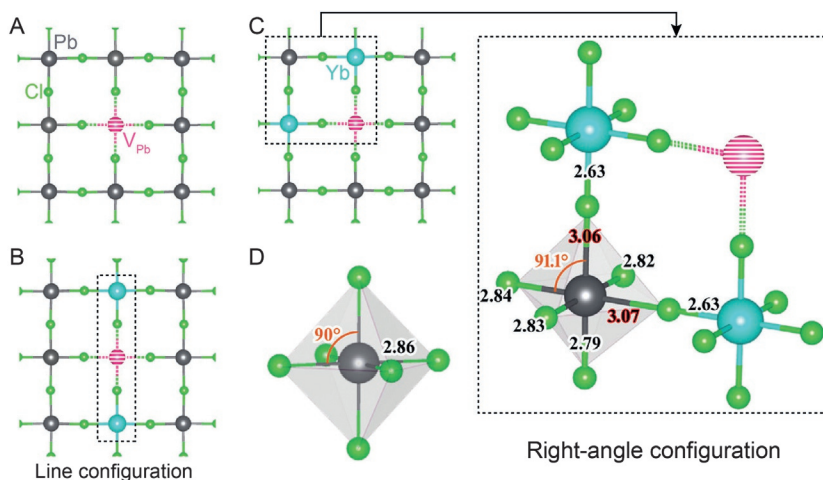 A
Pb
Cl
V_Pb
B
Line configuration
C
Yb
D
90°
2.86
2.63
3.06
91.1°
2.82
2.84
2.83
3.07
2.63
2.79
Right-angle configuration